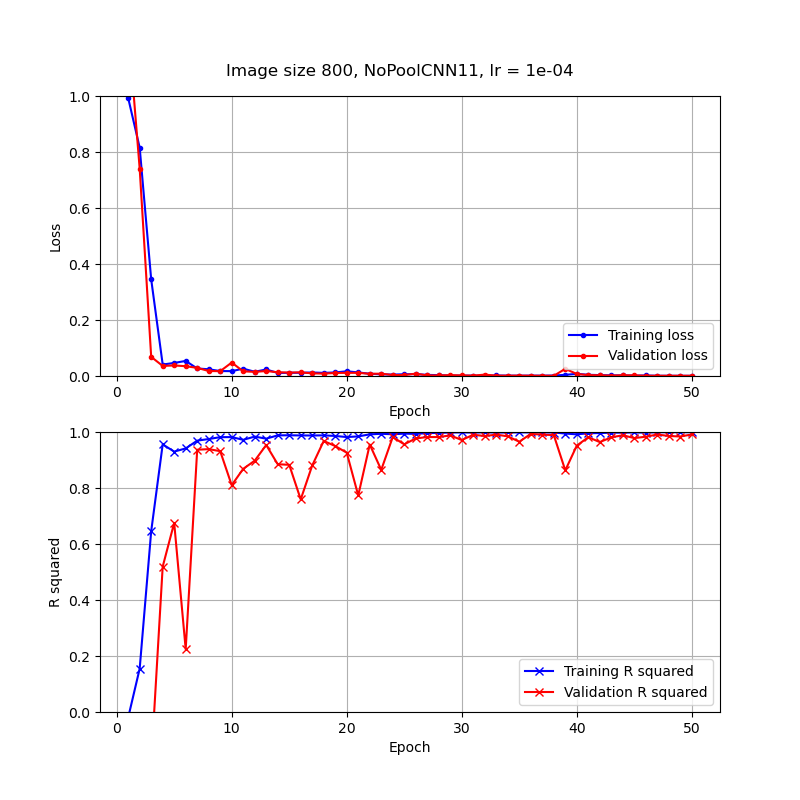 Image size 800, NoPoolCNN11, lr = 1e-04
1.0
0.8
0.6
0.4
0.2
0.0
Loss
Training loss
Validation loss
0 10 20 30 40 50
Epoch
1.0
0.8
0.6
0.4
0.2
0.0
R squared
Training R squared
Validation R squared
0 10 20 30 40 50
Epoch